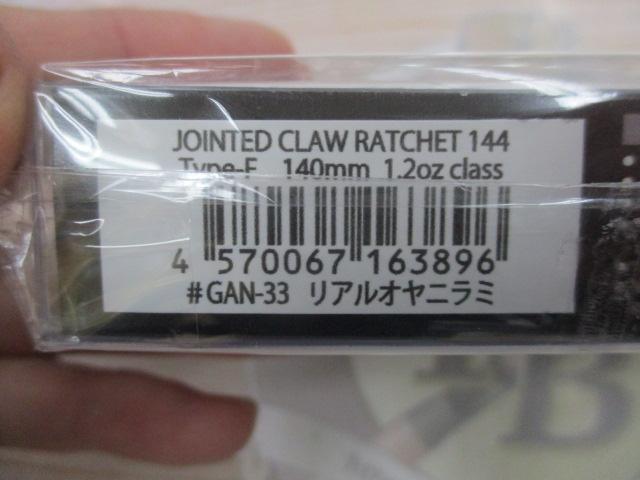 JOINTED CLAW RATCHET 144
Type-F 140mm 1.2oz class
4 570067 163896
#GAN-33 リアルオヤニラミ
B